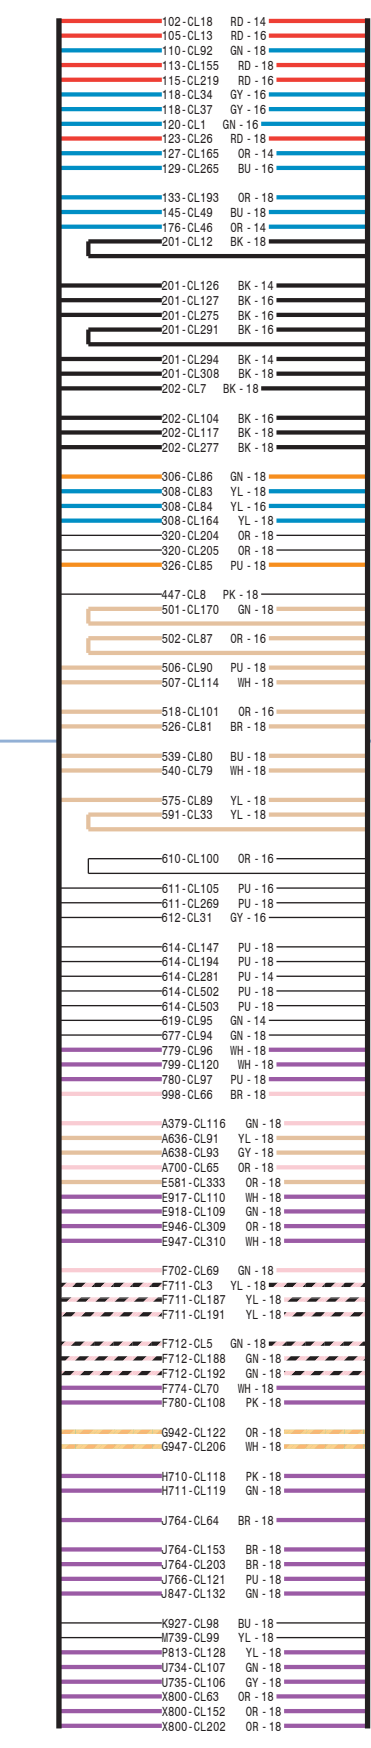 102-CL18 RD - 14
105-CL13 RD - 16
110-CL92 GN - 18
113-CL155 RD - 18
115-CL219 RD - 16
118-CL34 GY - 16
118-CL37 GY - 16
120-CL1 GN - 16
123-CL26 RD - 18
127-CL165 OR - 14
129-CL265 BU - 16
133-CL193 OR - 18
145-CL49 BU - 18
176-CL46 OR - 14
201-CL12 BK - 18
201-CL126 BK - 14
201-CL127 BK - 16
201-CL275 BK - 16
201-CL291 BK - 16
201-CL294 BK - 14
201-CL308 BK - 18
202-CL7 BK - 18
202-CL104 BK - 16
202-CL117 BK - 18
202-CL277 BK - 18
306-CL86 GN - 18
308-CL83 YL - 18
308-CL84 YL - 16
308-CL164 YL - 18
320-CL204 OR - 18
320-CL205 OR - 18
326-CL85 PU - 18
447-CL8 PK - 18
501-CL170 GN - 18
502-CL87 OR - 16
506-CL90 PU - 18
507-CL114 WH - 18
518-CL101 OR - 16
526-CL81 BR - 18
539-CL80 BU - 18
540-CL79 WH - 18
575-CL89 YL - 18
591-CL33 YL - 18
610-CL100 OR - 16
611-CL105 PU - 16
611-CL269 PU - 18
612-CL31 GY - 16
614-CL147 PU - 18
614-CL194 PU - 18
614-CL281 PU - 14
614-CL502 PU - 18
614-CL503 PU - 18
619-CL95 GN - 14
677-CL94 GN - 18
779-CL96 WH - 18
799-CL120 WH - 18
780-CL97 PU - 18
998-CL66 BR - 18
A379-CL116 GN - 18
A636-CL91 YL - 18
A638-CL93 GY - 18
A700-CL65 OR - 18
E581-CL333 OR - 18
E917-CL110 WH - 18
E918-CL109 GN - 18
E946-CL309 OR - 18
E947-CL310 WH - 18
F702-CL69 GN - 18
F711-CL3 YL - 18
F711-CL187 YL - 18
F711-CL191 YL - 18
F712-CL5 GN - 18
F712-CL188 GN - 18
F712-CL192 GN - 18
F774-CL70 WH - 18
F780-CL108 PK - 18
G942-CL122 OR - 18
G947-CL206 WH - 18
H710-CL118 PK - 18
H711-CL119 GN - 18
J764-CL64 BR - 18
J764-CL153 BR - 18
J764-CL203 BR - 18
J766-CL121 PU - 18
J847-CL132 GN - 18
K927-CL98 BU - 18
M739-CL99 YL - 18
P813-CL128 YL - 18
U734-CL107 GN - 18
U735-CL106 GY - 18
X800-CL63 OR - 18
X800-CL152 OR - 18
X800-CL202 OR - 18